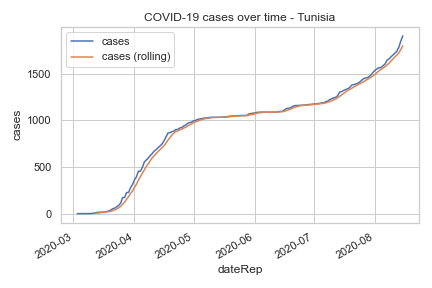 COVID-19 cases over time - Tunisia
cases
cases (rolling)
cases
1500
1000
500
0
2020-03
2020-04
2020-05
2020-06
2020-07
2020-08
dateRep